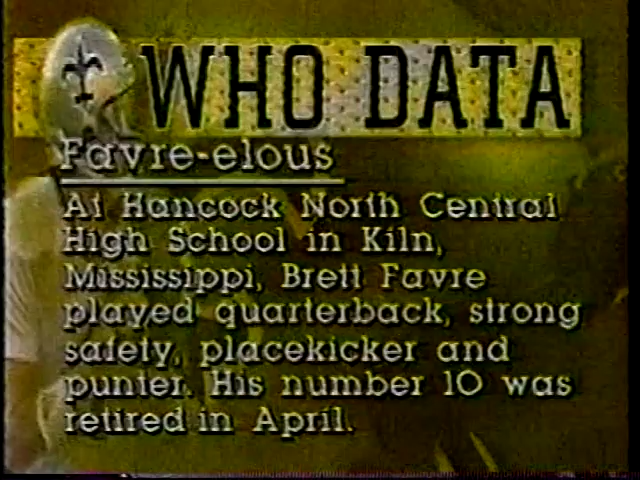 WHO DATA
Favre-elous
At Hancock North Central
High School in Kiln,
Mississippi, Brett Favre
played quarterback, strong
safety, placekicker and
punter. His number 10 was
retired in April.